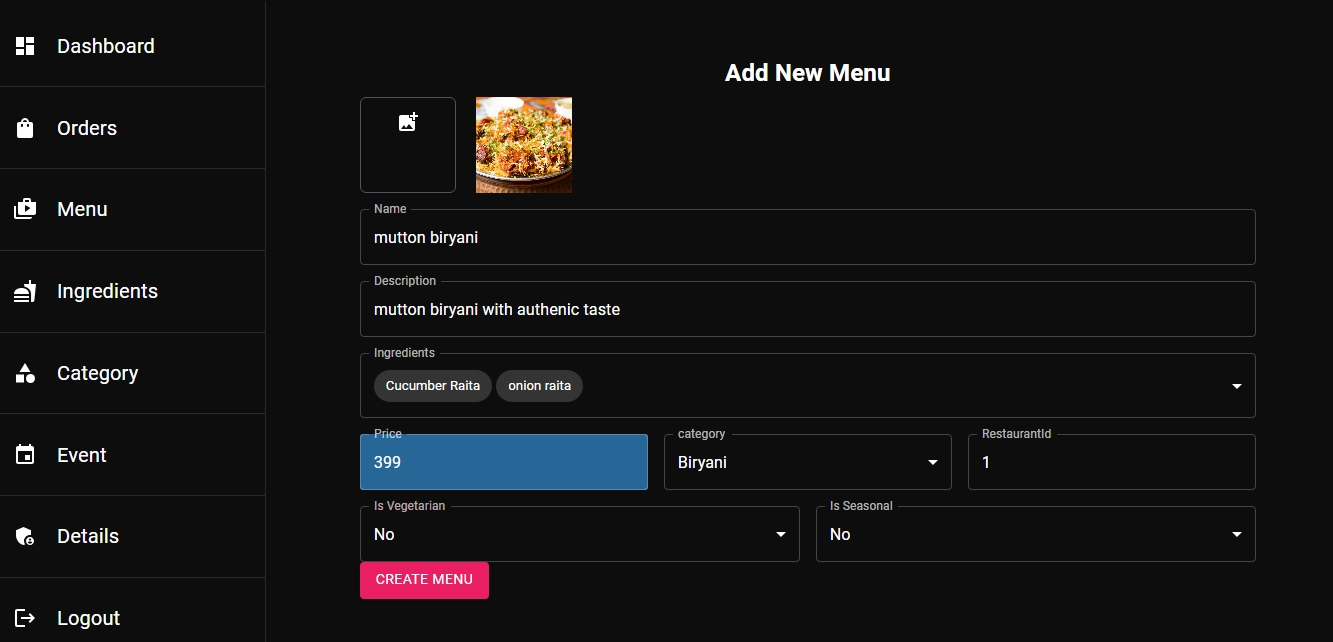 Dashboard
Orders
Menu
Ingredients
Category
Event
Details
Logout
Add New Menu
Name
mutton biryani
Description
mutton biryani with authenic taste
Ingredients
Cucumber Raita onion raita
Price category RestaurantId
399 Biryani 1
Is Vegetarian Is Seasonal
No No
CREATE MENU